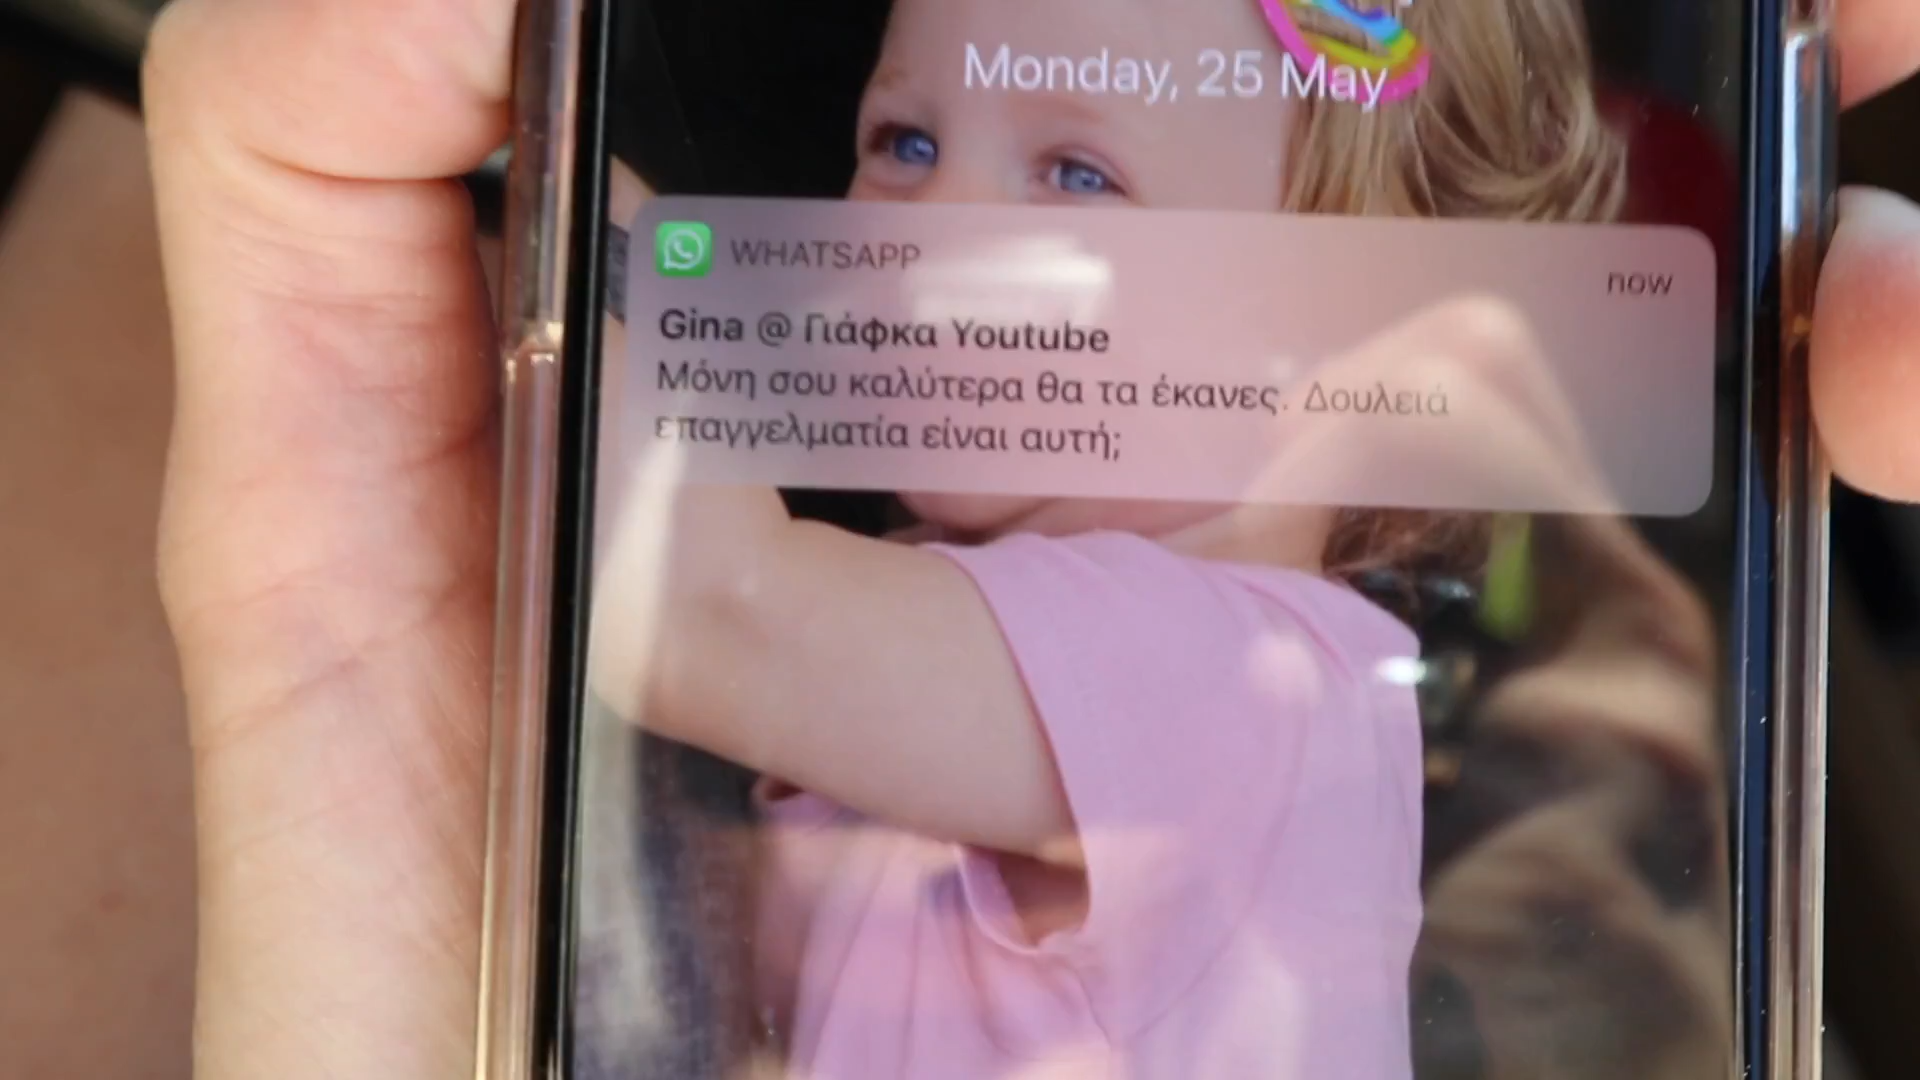 Monday, 25 May
WHATSAPP
now
Gina @ Γιάφκα Youtube
Μόνη σου καλύτερα θα τα έκανες. Δουλειά
επαγγελματία είναι αυτή;